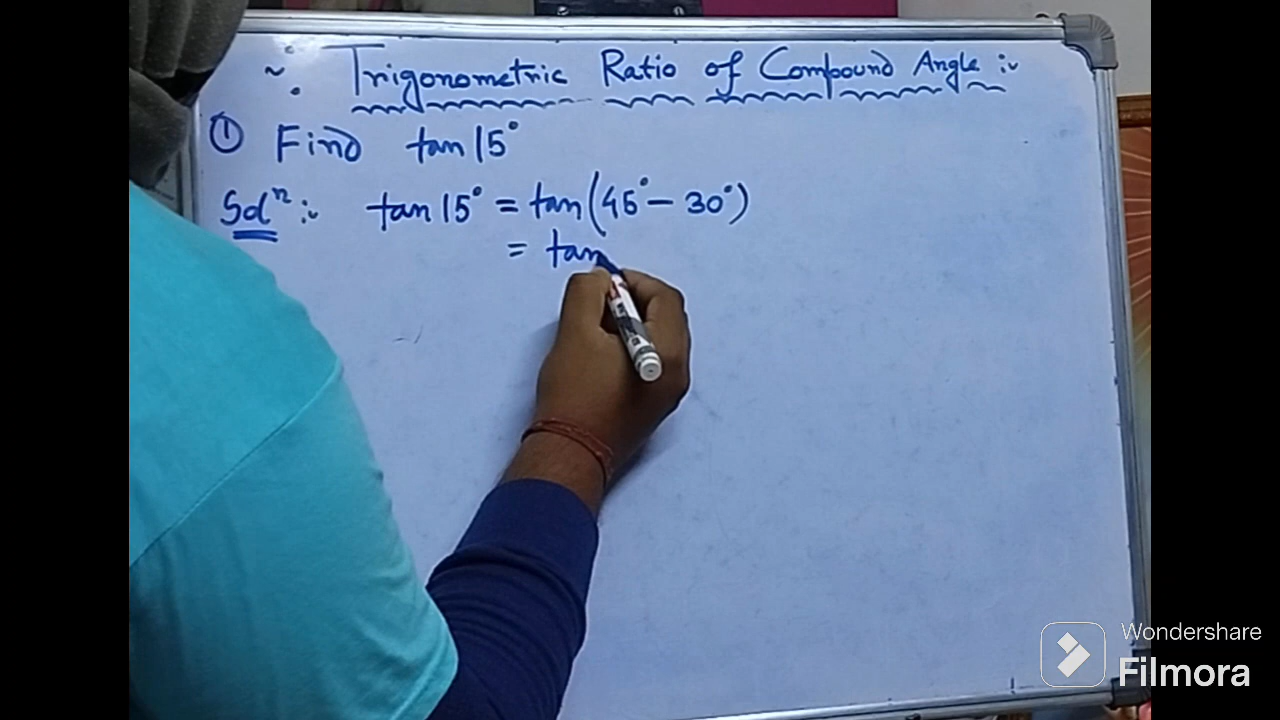 ~ Trigonometric Ratio of Compound Angle :~
① Find tan 15°
Solⁿ :~ tan 15° = tan(45° – 30°)
= tan
Wondershare
Filmora